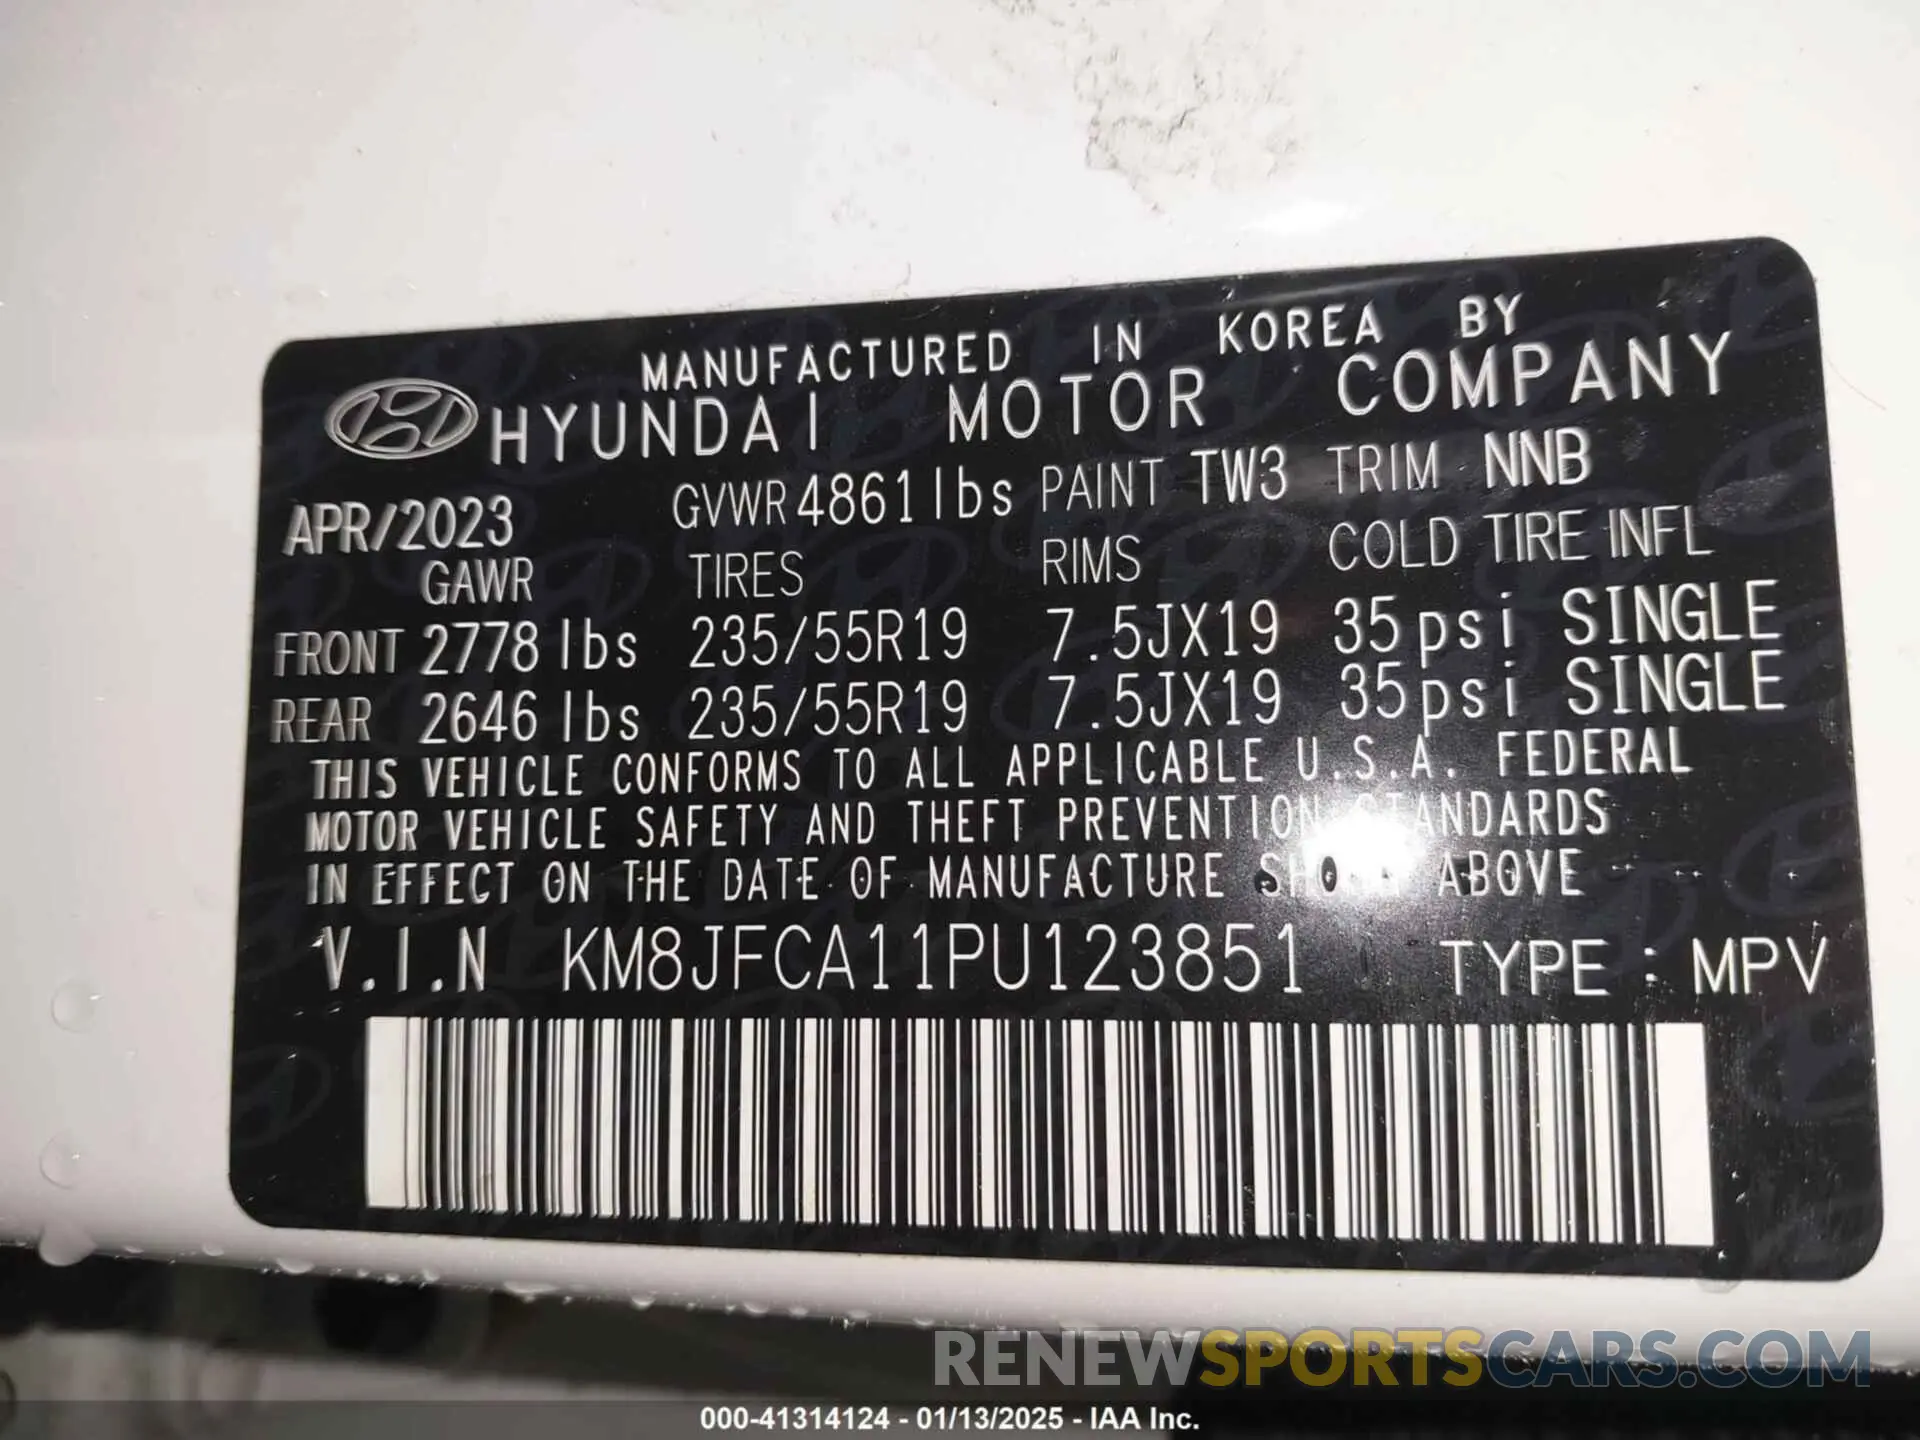 MANUFACTURED IN KOREA BY
HYUNDAI MOTOR COMPANY
APR/2023 GVWR 4861 lbs PAINT TW3 TRIM NNB
GAWR TIRES RIMS COLD TIRE INFL
FRONT 2778 lbs 235/55R19 7.5JX19 35psi SINGLE
REAR 2646 lbs 235/55R19 7.5JX19 35psi SINGLE
THIS VEHICLE CONFORMS TO ALL APPLICABLE U.S.A. FEDERAL
MOTOR VEHICLE SAFETY AND THEFT PREVENTION STANDARDS
IN EFFECT ON THE DATE OF MANUFACTURE SHOWN ABOVE
V.I.N KM8JFCA11PU123851 TYPE : MPV
RENEWSPORTSCARS.COM
000-41314124 - 01/13/2025 - IAA Inc.